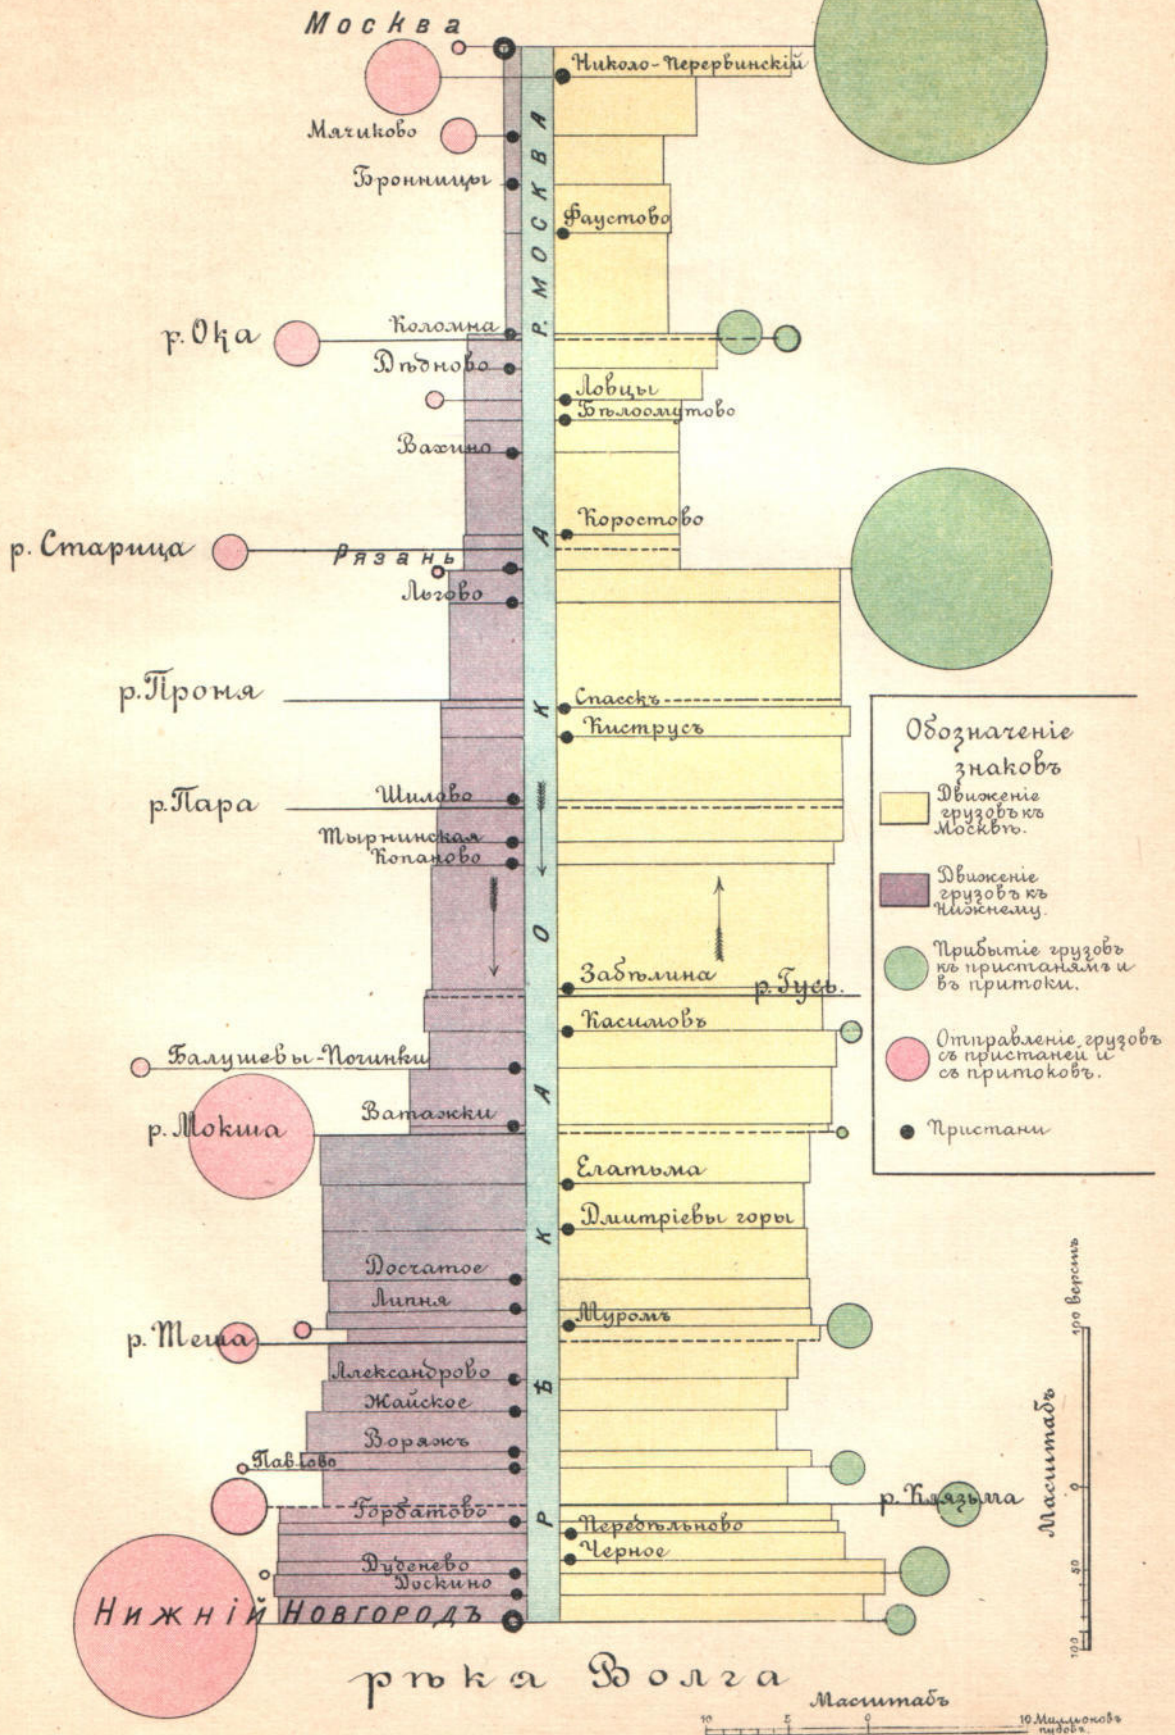 Москва
Николо-Перервинскій
Мячиково
Бронницы
Фаустово
Р. МОСКВА
р. Ока
Коломна
Дѣдново
Ловцы
Бѣлоомутово
Вахино
Коростово
р. Старица
Рязань
Льгово
р. Проня
Спасскъ
Киструсъ
р. Пара
Шилово
Тырнинская
Копаново
Забѣлина
р. Гусь.
Касимовъ
Балушевы-Починки
Ватажки
р. Мокша
Елатьма
Дмитріевы горы
Досчатое
Липня
Муромъ
р. Теша
Александрово
Жайское
Воряжъ
Павлово
р. Клязьма
Горбатово
Передѣльново
Черное
Дуденево
Доскино
Нижній Новгородъ
РѢКА ОКА
рѣка Волга
Обозначеніе
знаковъ
Движеніе
грузовъ къ
Москвѣ.
Движеніе
грузовъ къ
Нижнему.
Прибытіе грузовъ
къ пристанямъ и
въ притоки.
Отправленіе грузовъ
съ пристаней и
съ притоковъ.
Пристани
Масштабъ
100 верстъ
0
50
100
Масштабъ
10 5 0 10 Милліоновъ
пудовъ.